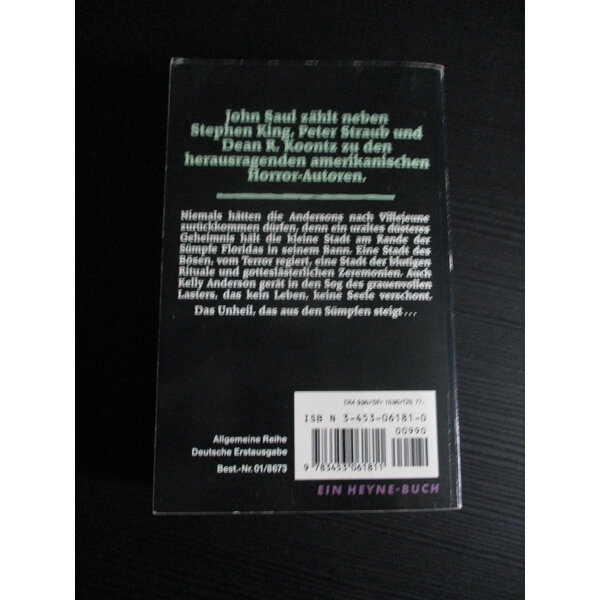 John Saul zählt neben
Stephen King, Peter Straub und
Dean R. Koontz zu den
herausragenden amerikanischen
Horror-Autoren.
Niemals hätten die Andersons nach Villejeune
zurückkommen dürfen, denn ein uraltes düsteres
Geheimnis hält die kleine Stadt am Rande der
Sümpfe Floridas in seinem Bann. Eine Stadt des
Bösen, vom Terror regiert, eine Stadt der blutigen
Rituale und gotteslästerlichen Zeremonien. Auch
Kelly Anderson gerät in den Sog des grauenvollen
Lasters, das kein Leben, keine Seele verschont.
Das Unheil, das aus den Sümpfen steigt ...
DM
ISBN 3-453-06181-0
00990
9 783453 061811
Allgemeine Reihe
Deutsche Erstausgabe
Best.-Nr. 01/8673
EIN HEYNE-BUCH